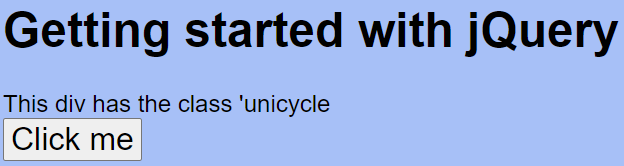 Getting started with jQuery
This div has the class 'unicycle
Click me